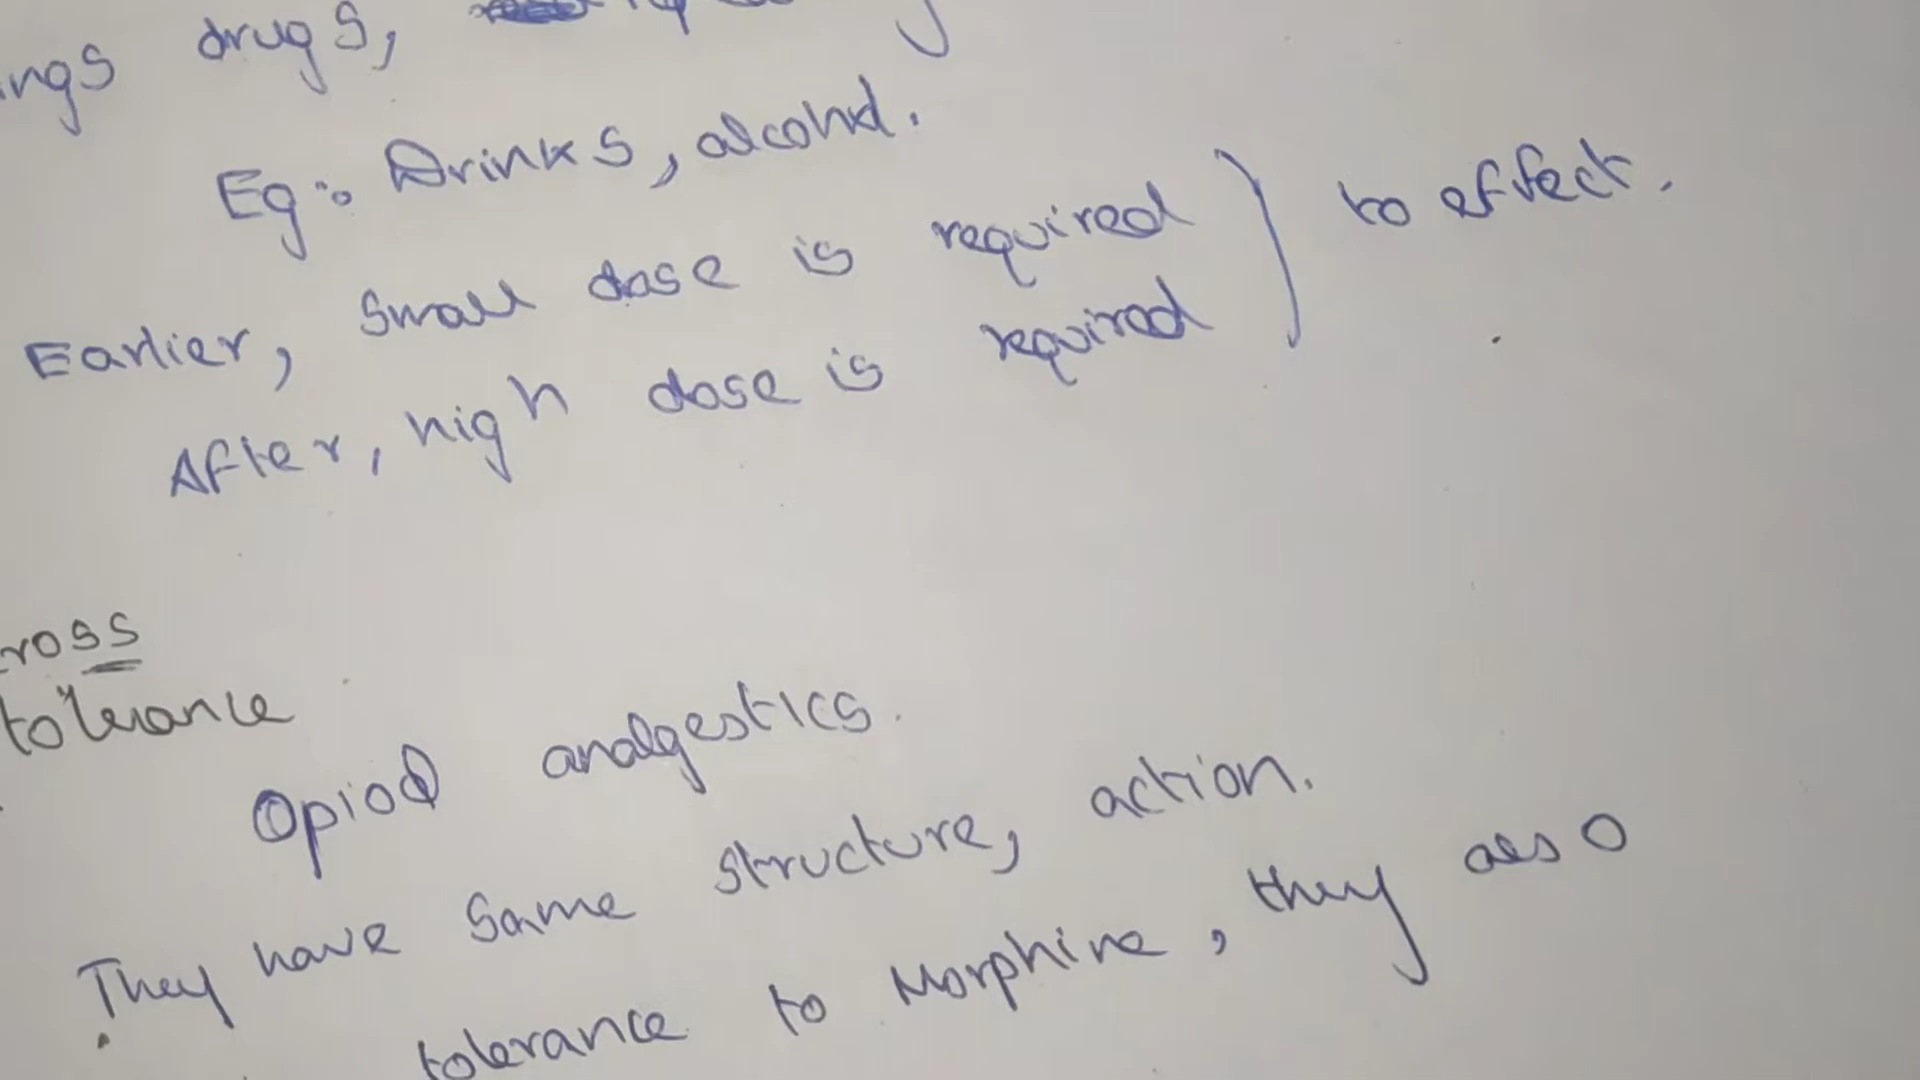 ngs drugs,
Eg:- Drinks, alcohol.
Earlier, small dose is required
After, high dose is required
to effect.
ross
tolerance
Opiod analgestics.
They have same structure, action.
tolerance to Morphine, they also